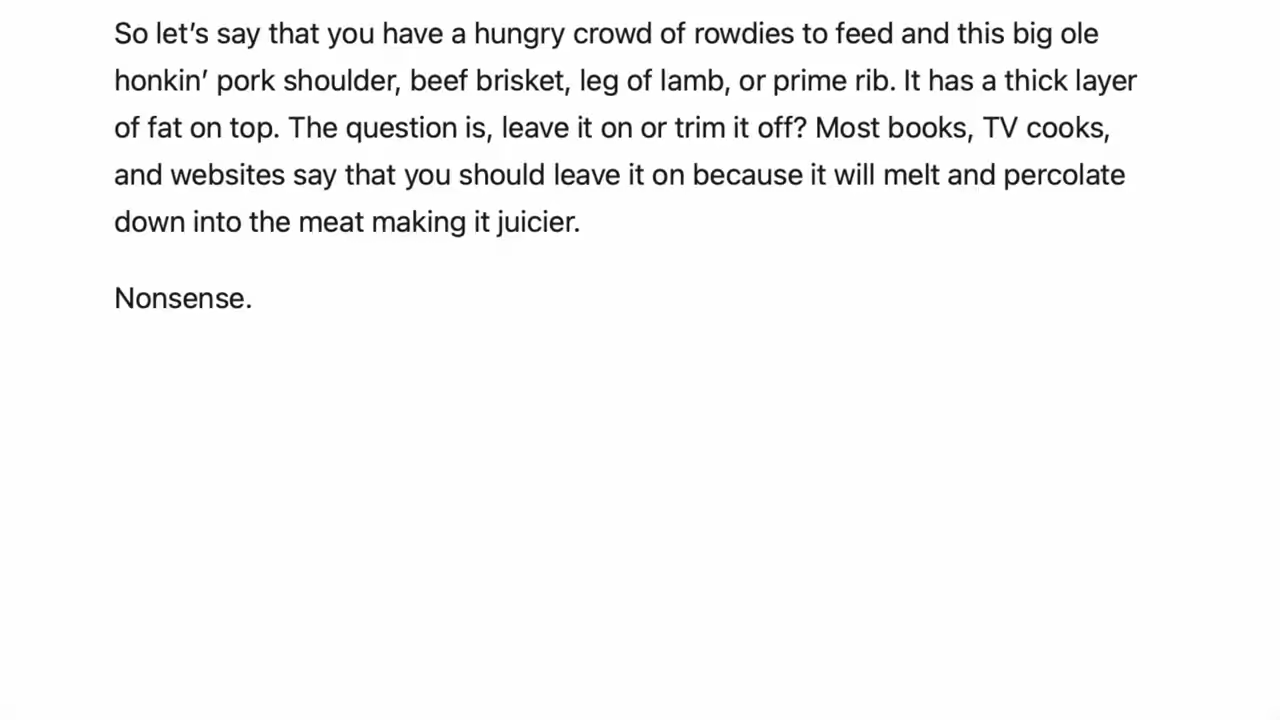 So let’s say that you have a hungry crowd of rowdies to feed and this big ole
honkin’ pork shoulder, beef brisket, leg of lamb, or prime rib. It has a thick layer
of fat on top. The question is, leave it on or trim it off? Most books, TV cooks,
and websites say that you should leave it on because it will melt and percolate
down into the meat making it juicier.
Nonsense.